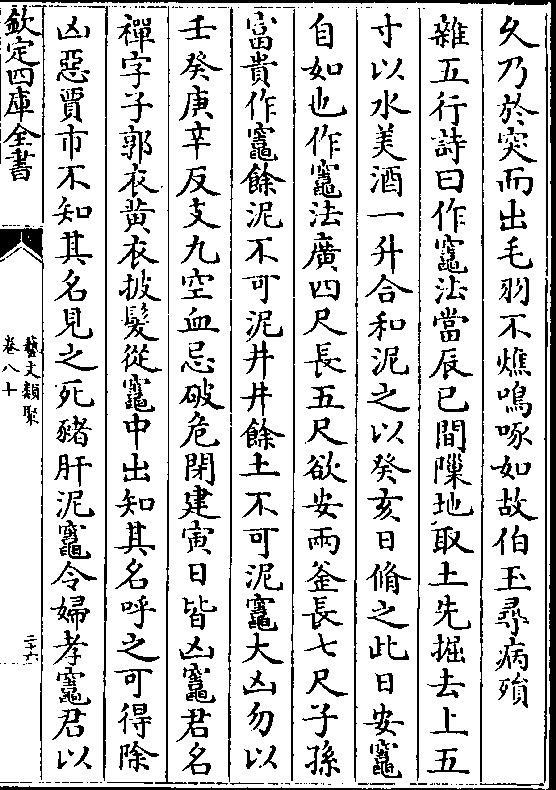 久乃於突而出毛羽不燋鳴啄如故伯玉尋病殞
雜五行詩曰作竈法當辰巳間隟地取土先掘去上五
寸以水美酒一升合和泥之以癸亥日脩之此日安竈
自如也作竈法廣四尺長五尺欲安兩釜長七尺子孫
富貴作竈餘泥不可泥井井餘土不可泥竈大凶勿以
壬癸庚辛反支九空血忌破危閉建寅日皆凶竈君名
禪字子郭衣黄衣披髮從竈中出知其名呼之可得除
凶惡賈市不知其名見之死豬肝泥竈令婦孝竈君以
欽定四庫全書
藝文類聚
卷八十
三十六